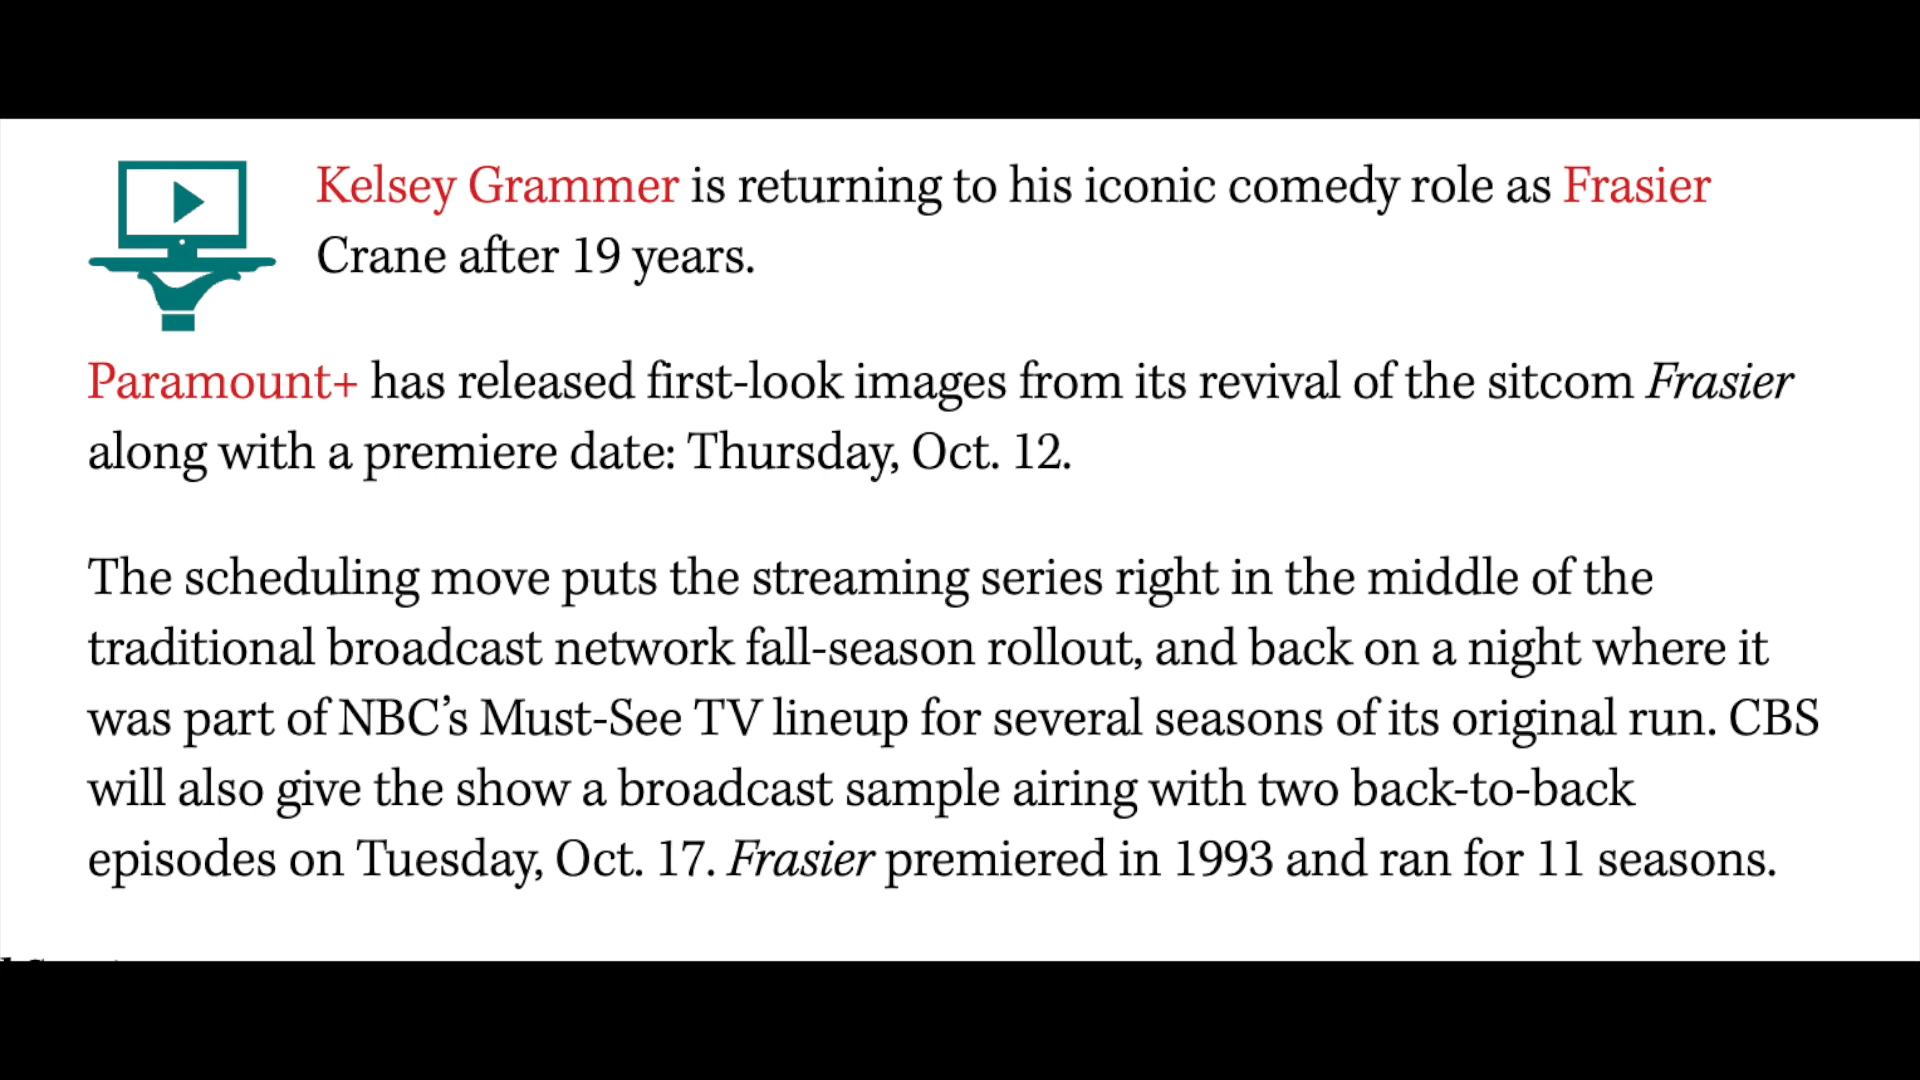 Kelsey Grammer is returning to his iconic comedy role as Frasier
Crane after 19 years.
Paramount+ has released first-look images from its revival of the sitcom Frasier
along with a premiere date: Thursday, Oct. 12.
The scheduling move puts the streaming series right in the middle of the
traditional broadcast network fall-season rollout, and back on a night where it
was part of NBC’s Must-See TV lineup for several seasons of its original run. CBS
will also give the show a broadcast sample airing with two back-to-back
episodes on Tuesday, Oct. 17. Frasier premiered in 1993 and ran for 11 seasons.